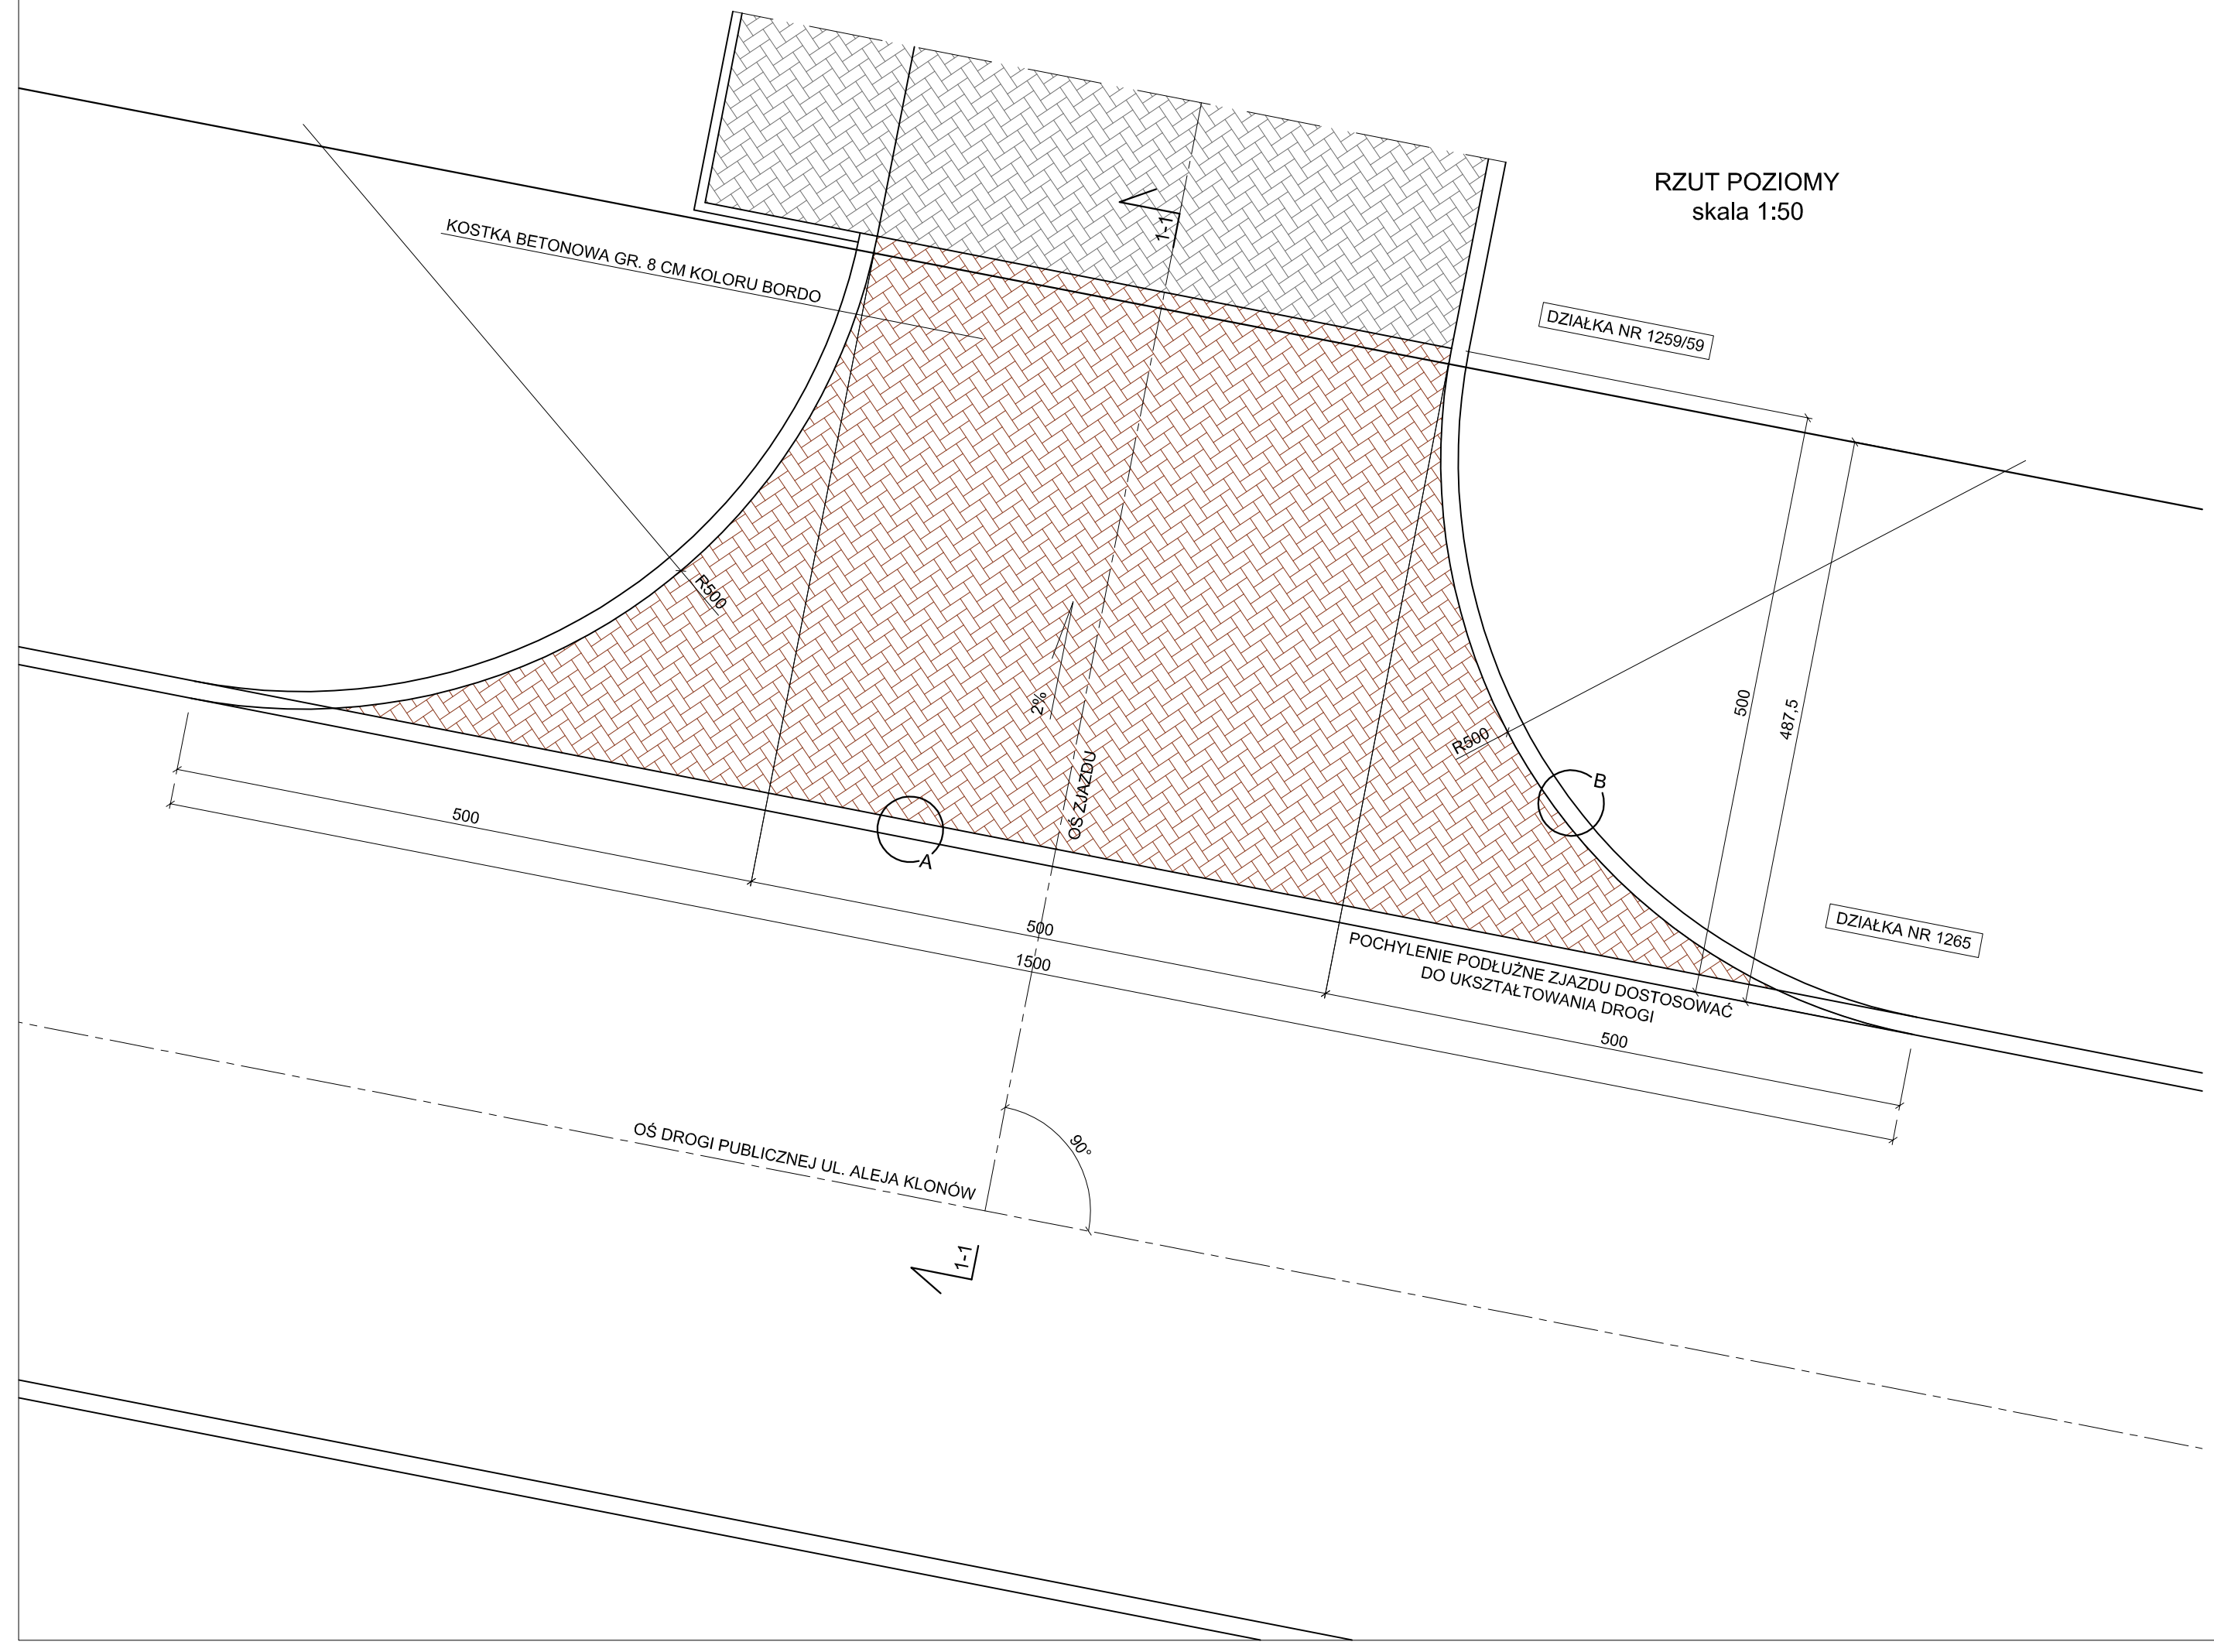 RZUT POZIOMY
skala 1:50
1-1
KOSTKA BETONOWA GR. 8 CM KOLORU BORDO
DZIAŁKA NR 1259/59
R500
2%
R500
500
487,5
OŚ ZJAZDU
B
A
500
500
1500
DZIAŁKA NR 1265
POCHYLENIE PODŁUŻNE ZJAZDU DOSTOSOWAĆ
DO UKSZTAŁTOWANIA DROGI
500
OŚ DROGI PUBLICZNEJ UL. ALEJA KLONÓW
90°
1-1